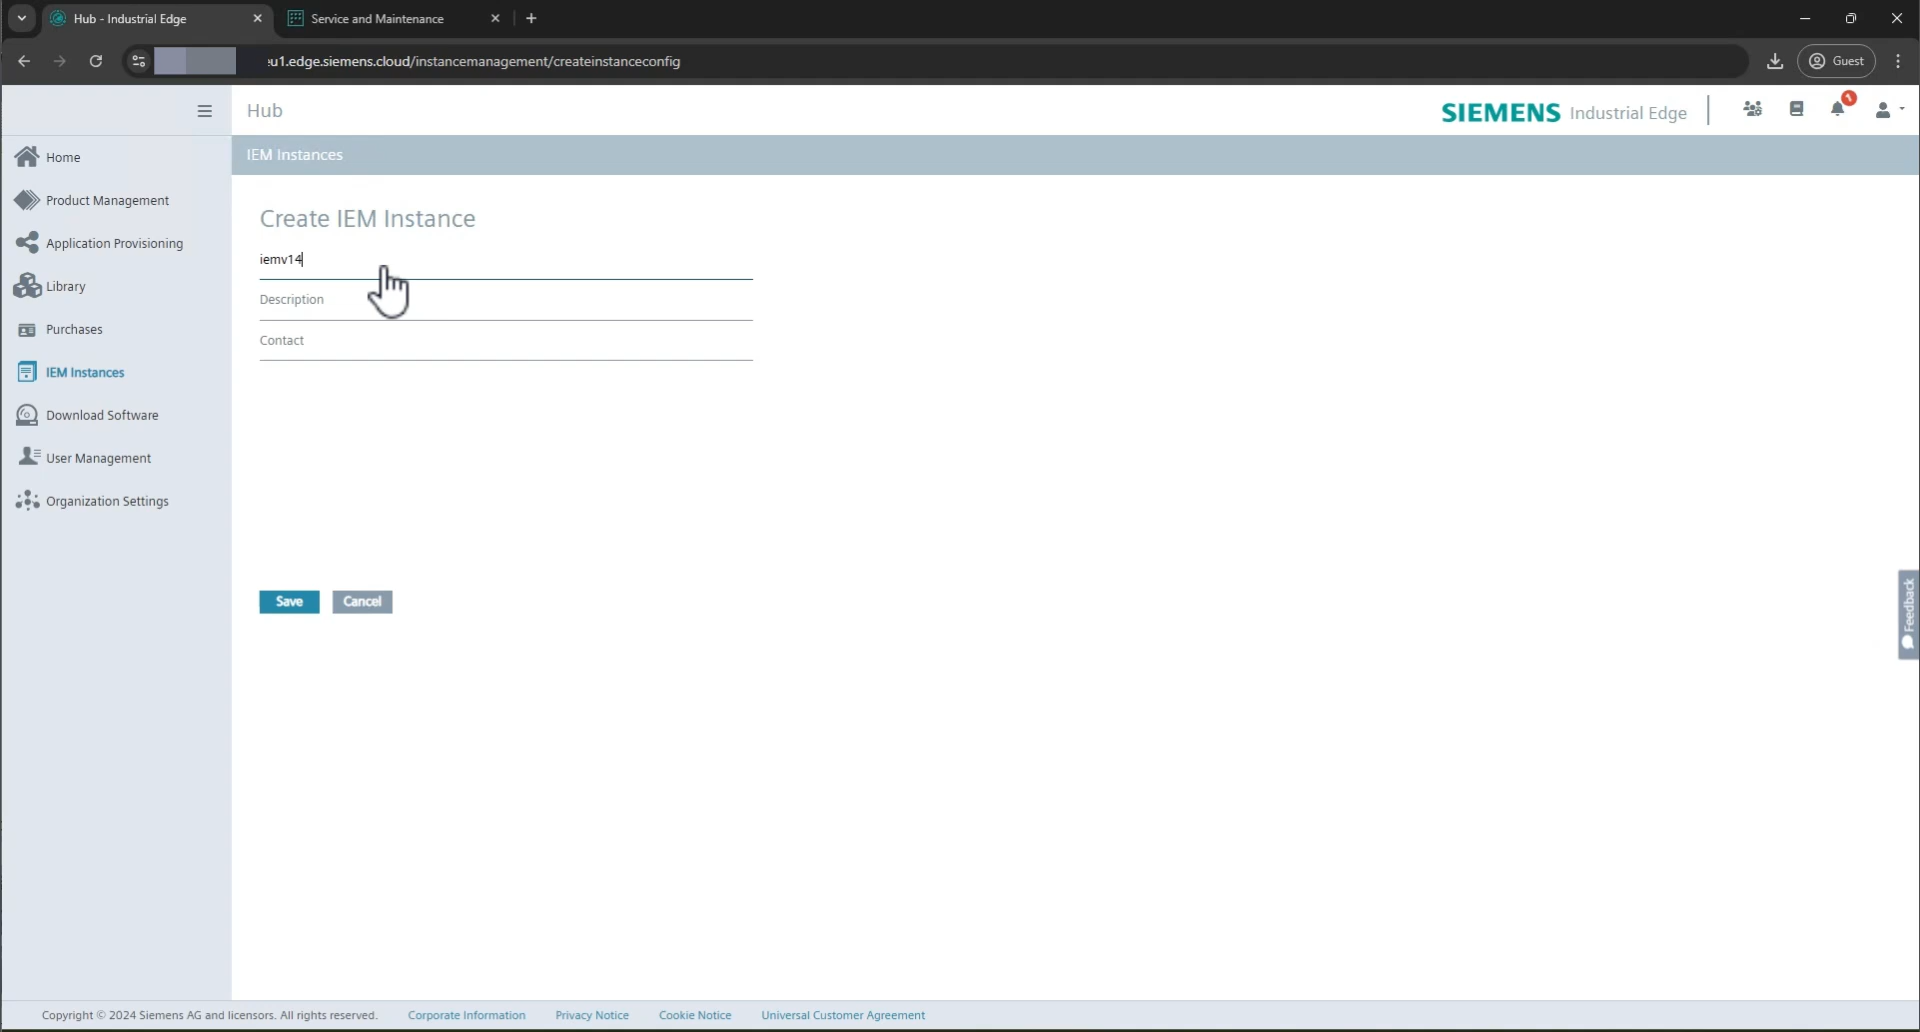 Hub - Industrial Edge
Service and Maintenance
u1.edge.siemens.cloud/instancemanagement/createinstanceconfig
Guest
Hub
SIEMENS Industrial Edge
IEM Instances
Home
Product Management
Application Provisioning
Library
Purchases
IEM Instances
Download Software
User Management
Organization Settings
Create IEM Instance
iemv14
Description
Contact
Save
Cancel
Feedback
Copyright © 2024 Siemens AG and licensors. All rights reserved.
Corporate Information
Privacy Notice
Cookie Notice
Universal Customer Agreement